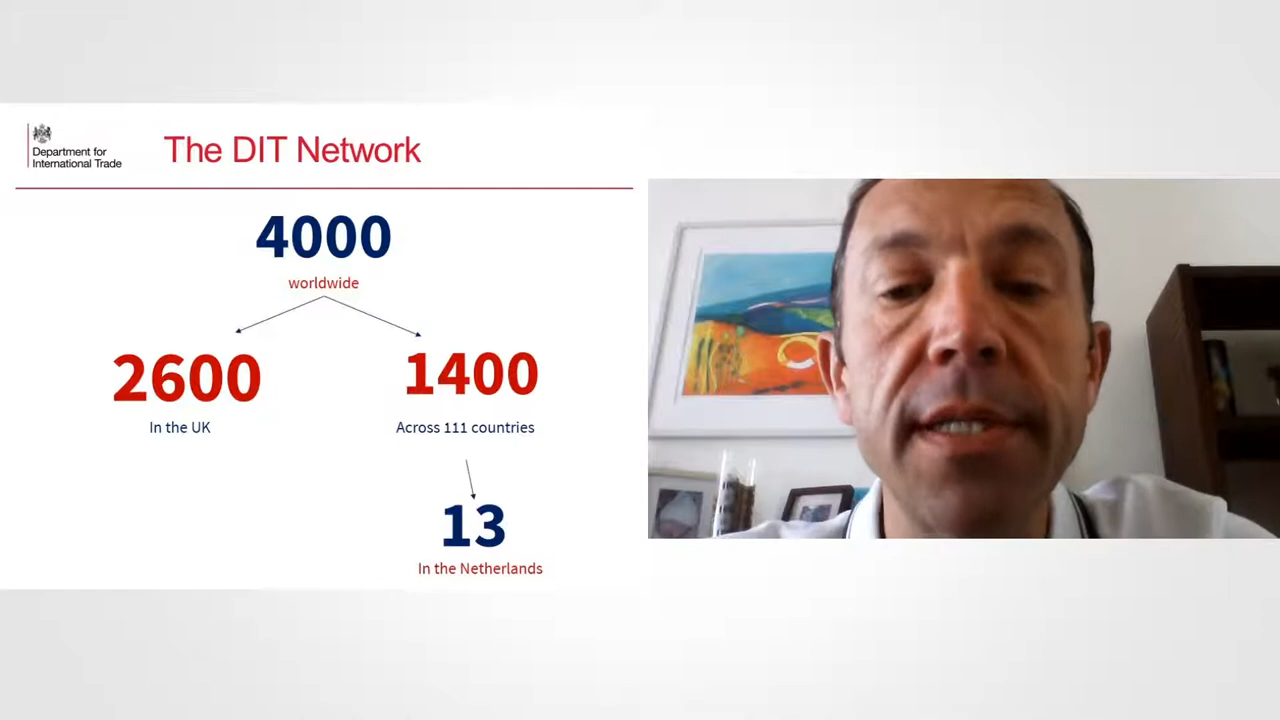 Department for
International Trade
The DIT Network
4000
worldwide
2600
1400
In the UK
Across 111 countries
13
In the Netherlands